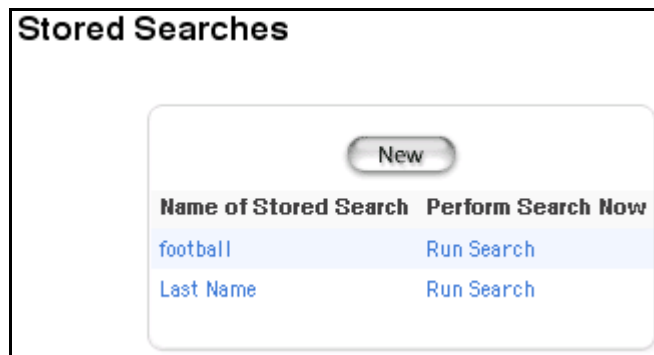 Stored Searches
New
Name of Stored Search Perform Search Now
football Run Search
Last Name Run Search